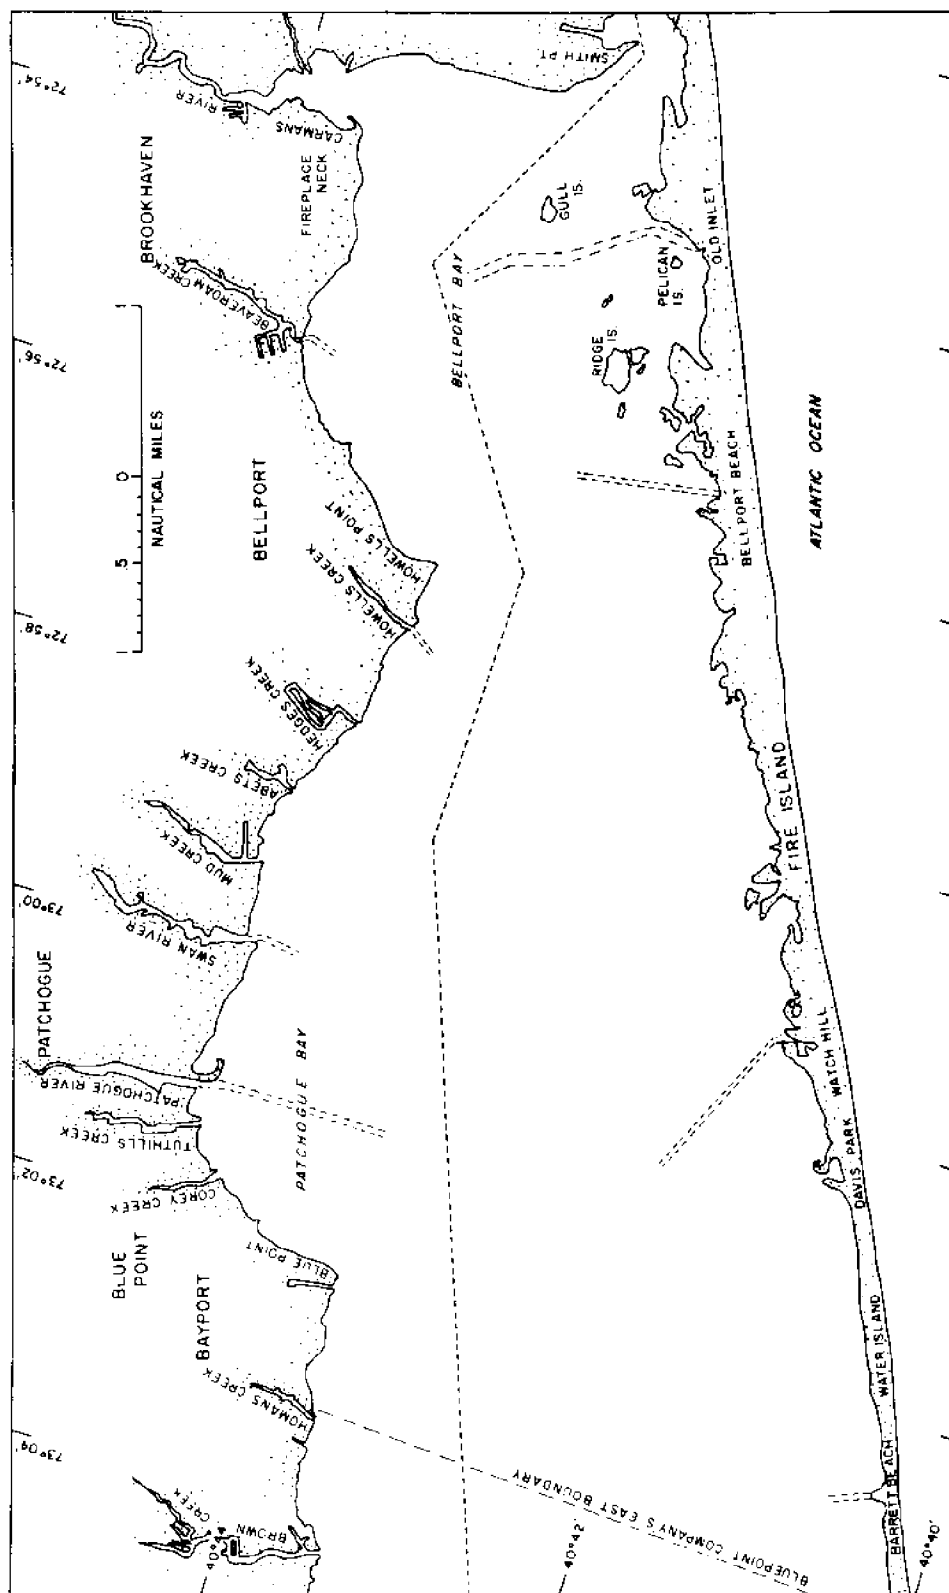 72°54'
72°56'
72°58'
73°00'
73°02'
73°04'
BROOKHAVEN
CARMANS
RIVER
FIREPLACE
NECK
SMITH PT.
BEAVERDAM CREEK
1
0
.5
1
NAUTICAL MILES
BELLPORT
HOWELLS POINT
HOWELLS CREEK
HEDGES CREEK
ABETS CREEK
MUD CREEK
SWAN RIVER
PATCHOGUE
PATCHOGUE RIVER
TUTHILLS CREEK
COREY CREEK
BLUE
POINT
BLUE POINT
BAYPORT
HOMANS CREEK
BROWN
CREEK
40°44'
40°42'
40°40'
BELLPORT BAY
PATCHOGUE BAY
GULL
IS.
PELICAN
IS.
RIDGE
IS.
OLD INLET
BELLPORT BEACH
ATLANTIC OCEAN
FIRE ISLAND
WATCH HILL
DAVIS PARK
WATER ISLAND
BARRETT BEACH
BLUEPOINT COMPANY'S EAST BOUNDARY